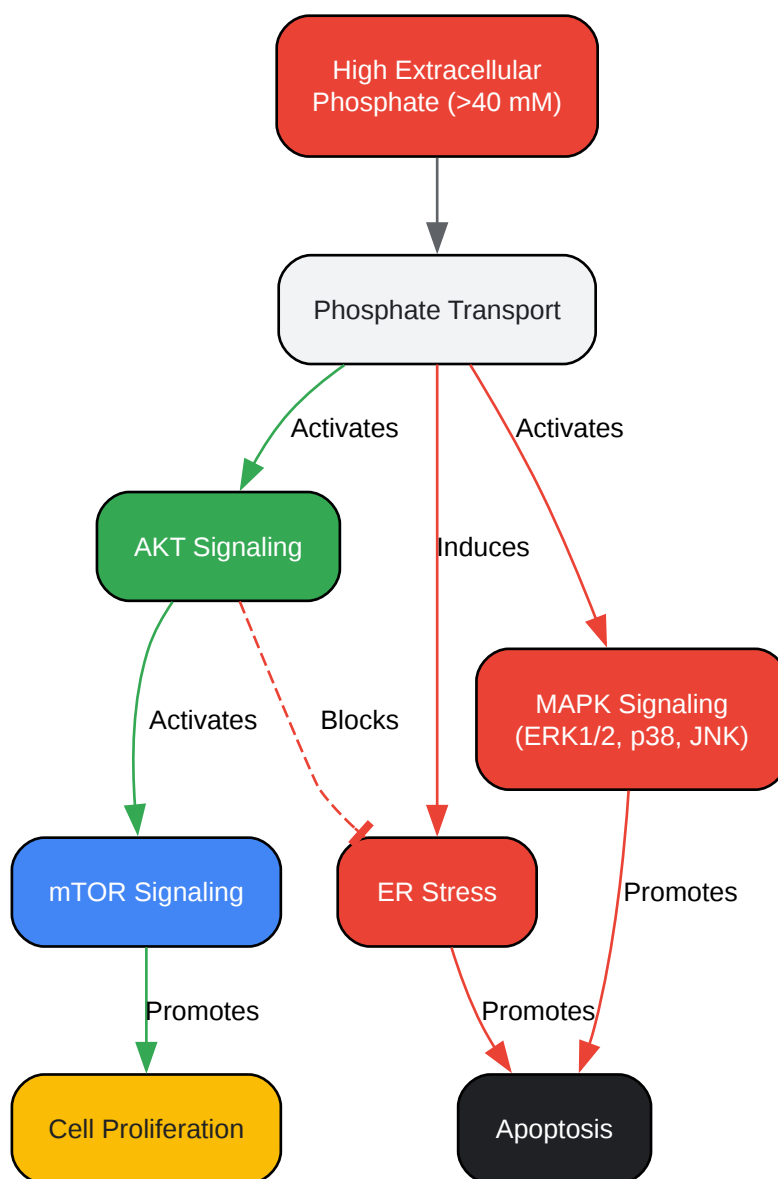 High Extracellular
Phosphate (>40 mM)
Phosphate Transport
Activates
Activates
AKT Signaling
Induces
MAPK Signaling
(ERK1/2, p38, JNK)
Activates
Blocks
mTOR Signaling
ER Stress
Promotes
Promotes
Promotes
Cell Proliferation
Apoptosis